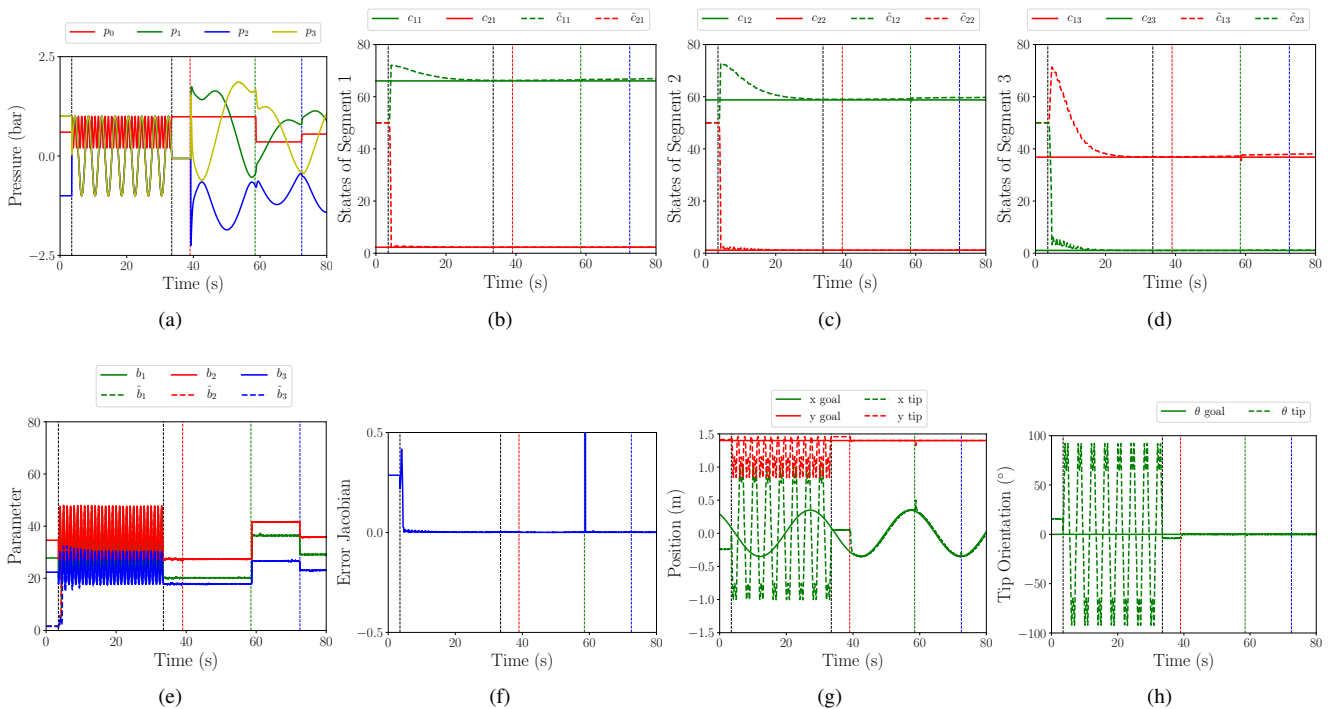 p₀ p₁ p₂ p₃
2.5
0.0
−2.5
Pressure (bar)
0 20 40 60 80
Time (s)
(a)
c₁₁ c₂₁ ĉ₁₁ ĉ₂₁
80
60
40
20
0
States of Segment 1
0 20 40 60 80
Time (s)
(b)
c₁₂ c₂₂ ĉ₁₂ ĉ₂₂
80
60
40
20
0
States of Segment 2
0 20 40 60 80
Time (s)
(c)
c₁₃ c₂₃ ĉ₁₃ ĉ₂₃
80
60
40
20
0
States of Segment 3
0 20 40 60 80
Time (s)
(d)
b₁ b₂ b₃
b̂₁ b̂₂ b̂₃
80
60
40
20
0
Parameter
0 20 40 60 80
Time (s)
(e)
0.5
0.0
−0.5
Error Jacobian
0 20 40 60 80
Time (s)
(f)
x goal x tip
y goal y tip
1.5
1.0
0.5
0.0
−0.5
−1.0
−1.5
Position (m)
0 20 40 60 80
Time (s)
(g)
θ goal θ tip
100
50
0
−50
−100
Tip Orientation (°)
0 20 40 60 80
Time (s)
(h)